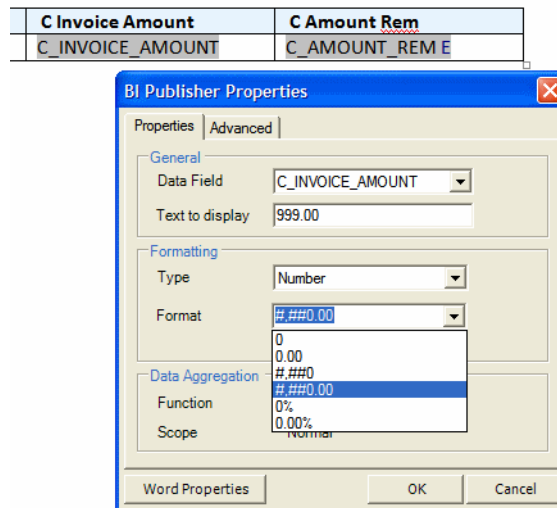 C Invoice Amount C Amount Rem
C_INVOICE_AMOUNT C_AMOUNT_REM E
BI Publisher Properties
Properties Advanced
General
Data Field C_INVOICE_AMOUNT
Text to display 999.00
Formatting
Type Number
Format #,##0.00
0
0.00
#,##0
#,##0.00
Data Aggregation
Function 0%
0.00%
Scope Normal
Word Properties OK Cancel